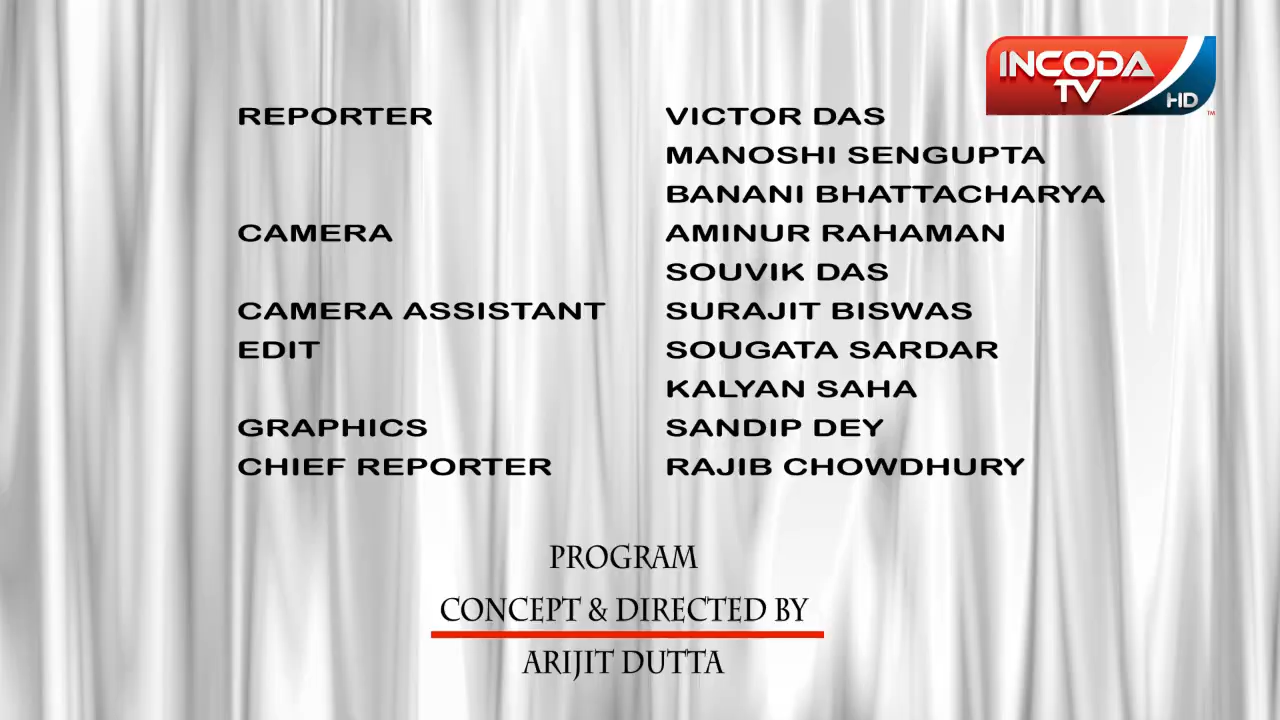 INCODA
TV
HD
TM
REPORTER VICTOR DAS
MANOSHI SENGUPTA
BANANI BHATTACHARYA
CAMERA AMINUR RAHAMAN
SOUVIK DAS
CAMERA ASSISTANT SURAJIT BISWAS
EDIT SOUGATA SARDAR
KALYAN SAHA
GRAPHICS SANDIP DEY
CHIEF REPORTER RAJIB CHOWDHURY
PROGRAM
CONCEPT & DIRECTED BY
ARIJIT DUTTA